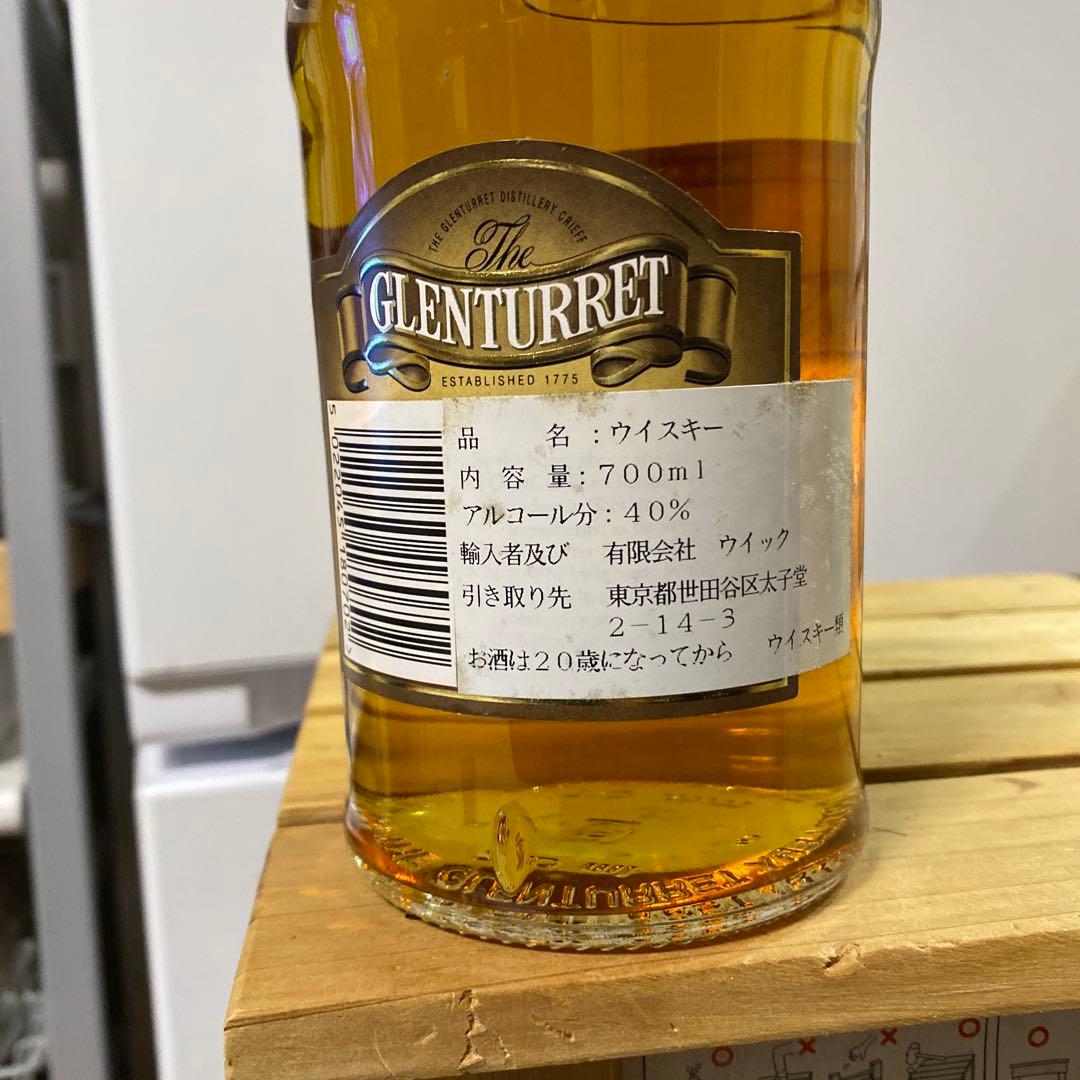 THE GLENTURRET DISTILLERY CRIEFF
The
GLENTURRET
ESTABLISHED 1775
品名:ウイスキー
内容量:700ml
アルコール分:40%
輸入者及び 有限会社 ウイック
引き取り先 東京都世田谷区太子堂
2-14-3
お酒は20歳になってから ウイスキー類